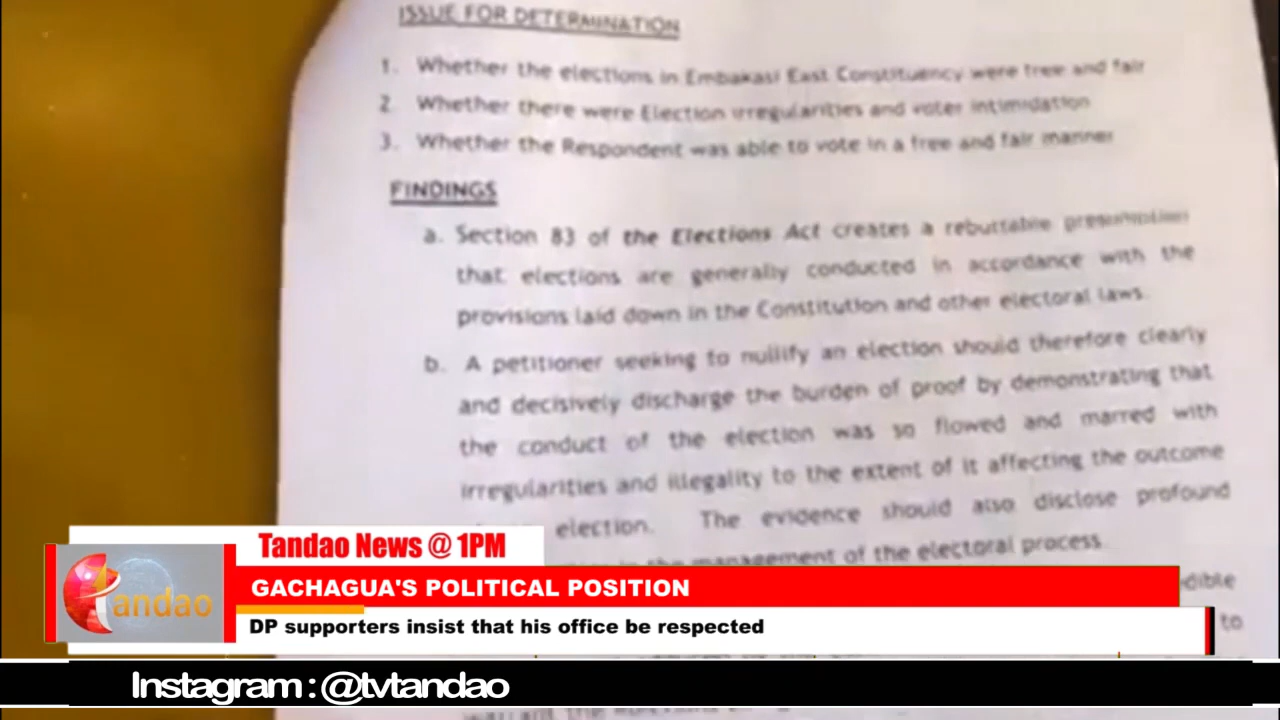 ISSUE FOR DETERMINATION
1. Whether the elections in Embakasi East Constituency were free and fair
2. Whether there were Election irregularities and voter intimidation
3. Whether the Respondent was able to vote in a free and fair manner
FINDINGS
a. Section 83 of the Elections Act creates a rebuttable presumption
that elections are generally conducted in accordance with the
provisions laid down in the Constitution and other electoral laws.
b. A petitioner seeking to nullify an election should therefore clearly
and decisively discharge the burden of proof by demonstrating that
the conduct of the election was so flowed and marred with
irregularities and illegality to the extent of it affecting the outcome
election. The evidence should also disclose profound
in the management of the electoral process.
to
Tandao News @ 1PM
GACHAGUA'S POLITICAL POSITION
DP supporters insist that his office be respected
andao
Instagram : @tvtandao